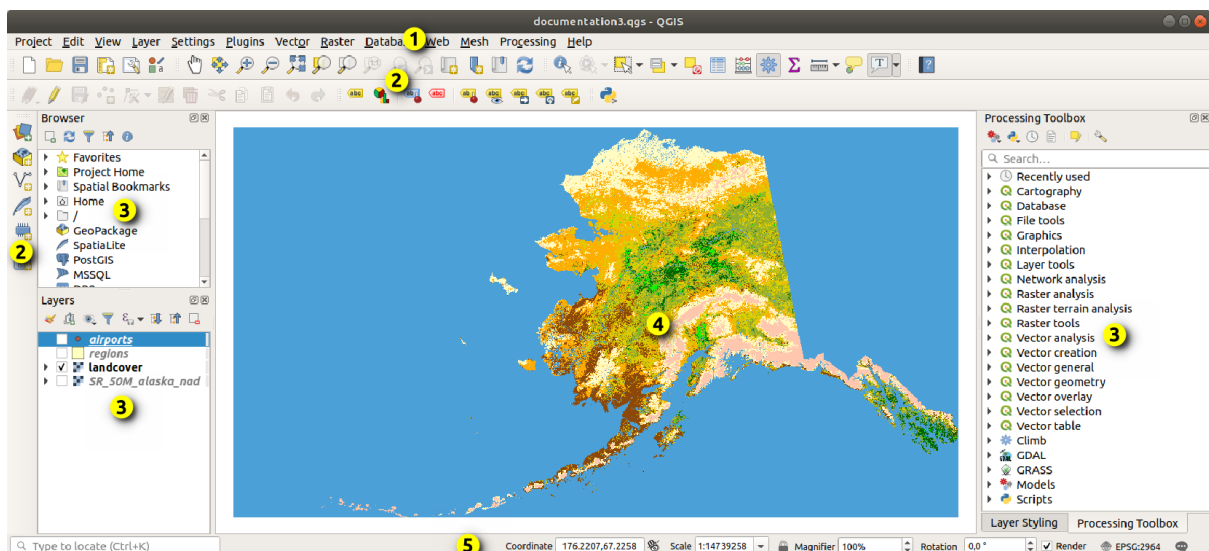 documentation3.qgs - QGIS
Project Edit View Layer Settings Plugins Vector Raster Databa 1 Web Mesh Processing Help
2
Browser
Favorites
Project Home
Spatial Bookmarks
Home
/
3
GeoPackage
SpatiaLite
PostGIS
MSSQL
2
Layers
airports
regions
landcover
SR_50M_alaska_nad
3
4
Processing Toolbox
Search...
Recently used
Cartography
Database
File tools
Graphics
Interpolation
Layer tools
Network analysis
Raster analysis
Raster terrain analysis
Raster tools
Vector analysis
3
Vector creation
Vector general
Vector geometry
Vector overlay
Vector selection
Vector table
Climb
GDAL
GRASS
Models
Scripts
Layer Styling Processing Toolbox
Type to locate (Ctrl+K) 5 Coordinate 176.2207,67.2258 Scale 1:14739258 Magnifier 100% Rotation 0,0 ° Render EPSG:2964